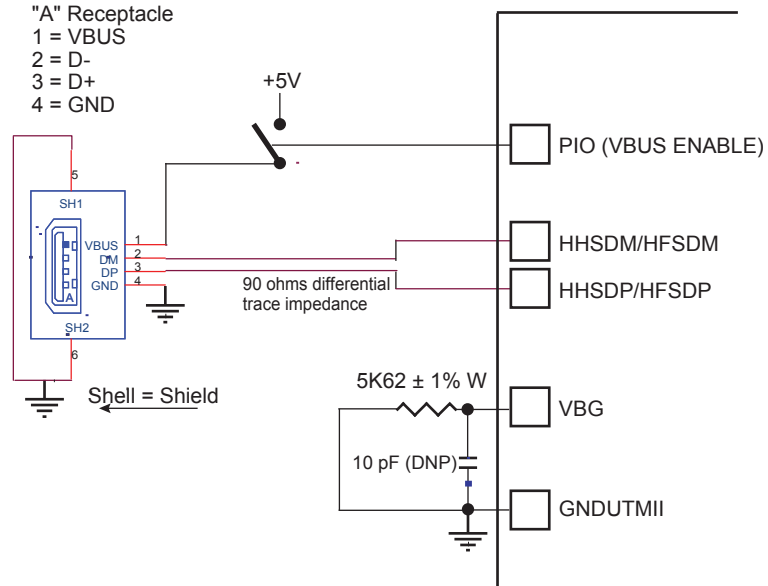 "A" Receptacle
1 = VBUS
2 = D-
3 = D+
4 = GND
+5V
PIO (VBUS ENABLE)
5
SH1
VBUS
1
DM
2
DP
3
GND
4
A
SH2
6
HHSDM/HFSDM
90 ohms differential
trace impedance
HHSDP/HFSDP
Shell = Shield
5K62 ± 1% W
VBG
10 pF (DNP)
GNDUTMII